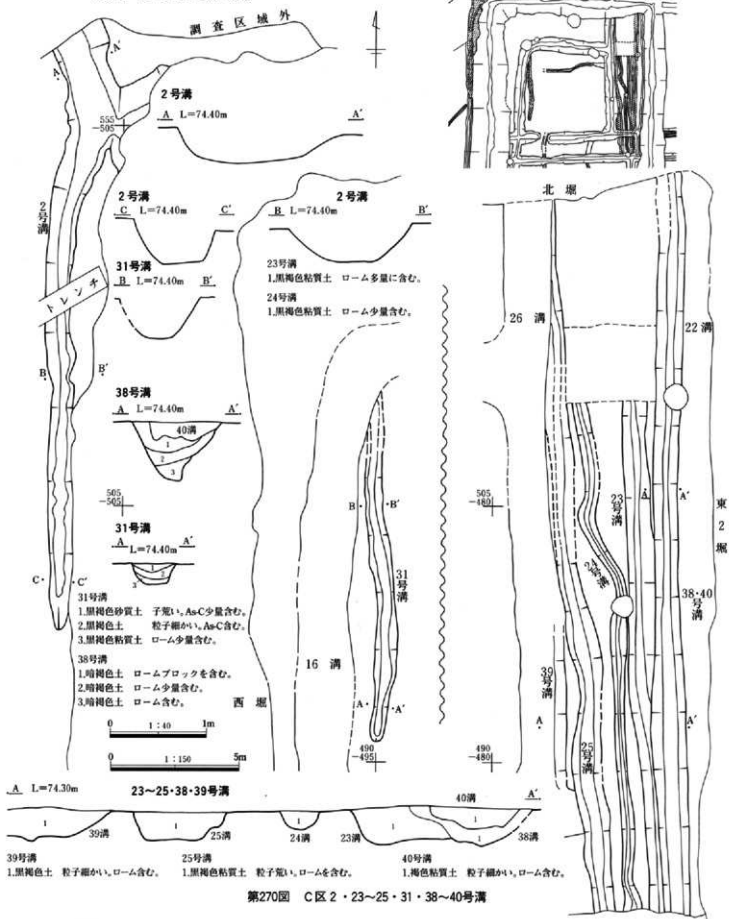 調査区域外
A'
A
555
-505
2号溝
A L=74.40m A'
2号溝
トレンチ
2号溝
C L=74.40m C'
2号溝
B L=74.40m B'
31号溝
B L=74.40m B'
23号溝
1.黒褐色粘質土 ローム多量に含む。
24号溝
1.黒褐色粘質土 ローム少量含む。
B
B'
38号溝
A L=74.40m A'
40溝
1
2
3
505
-505
31号溝
A L=74.40m A'
1
2
3
C
C'
31号溝
1.黒褐色砂質土 子荒い。As-C少量含む。
2.黒褐色土 粒子細かい。As-C含む。
3.黒褐色粘質土 ローム少量含む。
38号溝
1.暗褐色土 ロームブロックを含む。
2.暗褐色土 ローム少量含む。
3.暗褐色土 ローム含む。
西堀
0 1:40 1m
0 1:150 5m
16溝
B
B'
31号溝
A
A'
490
-495
北堀
26溝
22溝
505
-480
23号溝
A
A'
東2堀
24号溝
38・40号溝
39号溝
A
A'
25号溝
490
-480
A L=74.30m
23~25・38・39号溝
40溝
A'
1
39溝
1
25溝
1
24溝
23溝
1
1
38溝
39号溝
1.黒褐色土 粒子細かい。ローム含む。
25号溝
1.黒褐色粘質土 粒子荒い。ロームを含む。
40号溝
1.褐色粘質土 粒子細かい。ローム含む。
第270図 C区2・23~25・31・38~40号溝